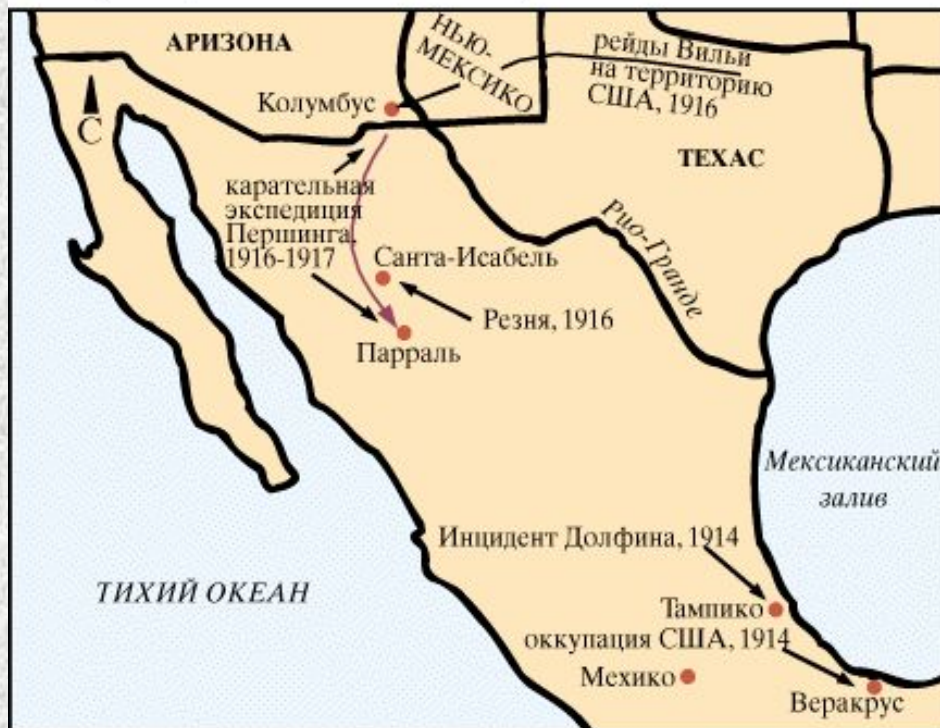 АРИЗОНА
НЬЮ-
МЕКСИКО
рейды Вильи
на территорию
США, 1916
Колумбус
С
ТЕХАС
карательная
экспедиция
Першинга,
1916-1917
Рио-Гранде
Санта-Исабель
Резня, 1916
Парраль
Мексиканский
залив
Инцидент Долфина, 1914
ТИХИЙ ОКЕАН
Тампико
оккупация США, 1914
Мехико
Веракрус